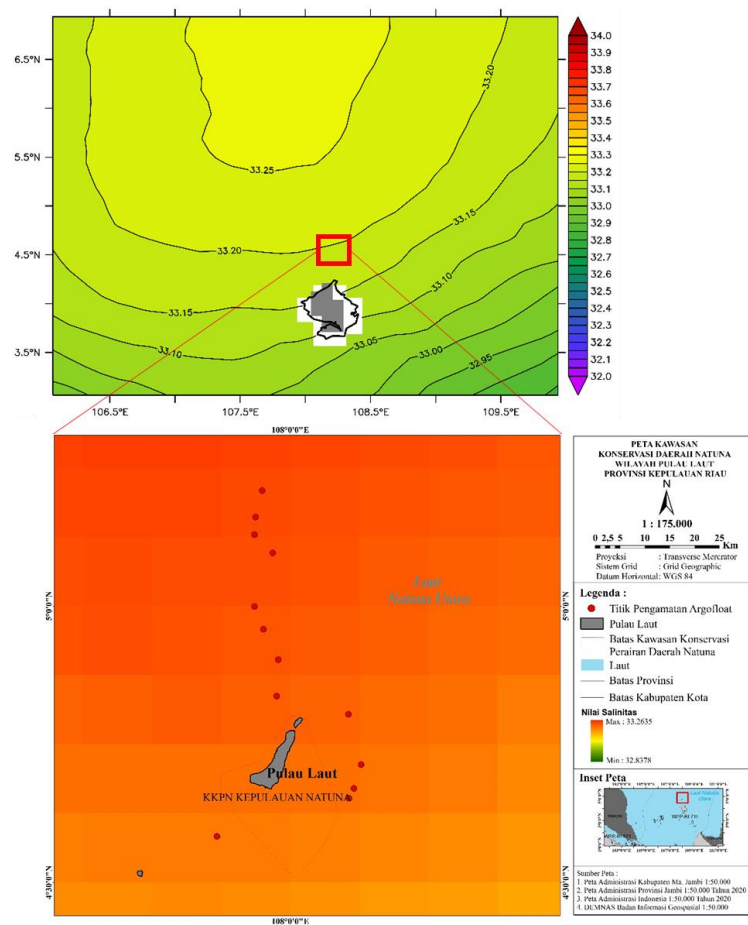 6.5°N
5.5°N
4.5°N
3.5°N
33.20
33.20
33.25
33.20
33.15
33.15
33.10
33.10
33.05
33.00
32.95
106.5°E
107.5°E
108.5°E
109.5°E
34.0
33.9
33.8
33.7
33.6
33.5
33.4
33.3
33.2
33.1
33.0
32.9
32.8
32.7
32.6
32.5
32.4
32.3
32.2
32.1
32.0
108°0'0"E
5°0'0"N
5°0'0"N
Laut
Natuna Utara
Pulau Laut
KKPN KEPULAUAN NATUNA
4°30'0"N
4°30'0"N
108°0'0"E
PETA KAWASAN
KONSERVASI DAERAH NATUNA
WILAYAH PULAU LAUT
PROVINSI KEPULAUAN RIAU
N
1 : 175.000
0 2,5 5 10 15 20 25
Km
Proyeksi : Transverse Mercrator
Sistem Grid : Grid Geographic
Datum Horizontal : WGS 84
Legenda :
Titik Pengamatan Argofloat
Pulau Laut
Batas Kawasan Konservasi
Perairan Daerah Natuna
Laut
Batas Provinsi
Batas Kabupaten Kota
Nilai Salinitas
Max : 33.2635
Min : 32.8378
Inset Peta
Laut Natuna
Utara
WPP-RI 711
Sumber Peta :
1. Peta Administrasi Kabupaten Ma. Jambi 1:50.000
2. Peta Administrasi Provinsi Jambi 1:50.000 Tahun 2020
3. Peta Administrasi Indonesia 1:50.000 Tahun 2020
4. DEMNAS Badan Informasi Geospasial 1:50.000